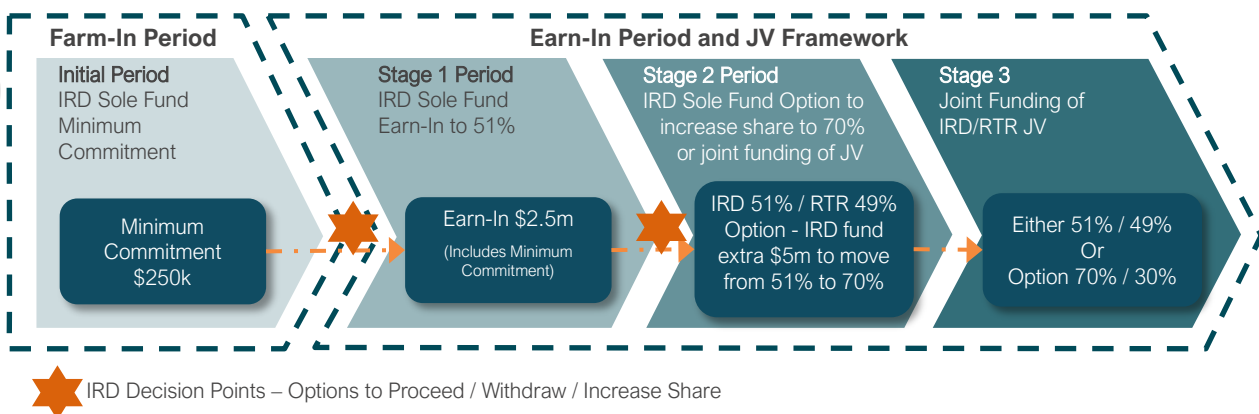 Farm-In Period
Earn-In Period and JV Framework
Initial Period
IRD Sole Fund
Minimum
Commitment
Minimum
Commitment
$250k
Stage 1 Period
IRD Sole Fund
Earn-In to 51%
Earn-In $2.5m
(Includes Minimum
Commitment)
Stage 2 Period
IRD Sole Fund Option to
increase share to 70%
or joint funding of JV
IRD 51% / RTR 49%
Option - IRD fund
extra $5m to move
from 51% to 70%
Stage 3
Joint Funding of
IRD/RTR JV
Either 51% / 49%
Or
Option 70% / 30%
IRD Decision Points – Options to Proceed / Withdraw / Increase Share